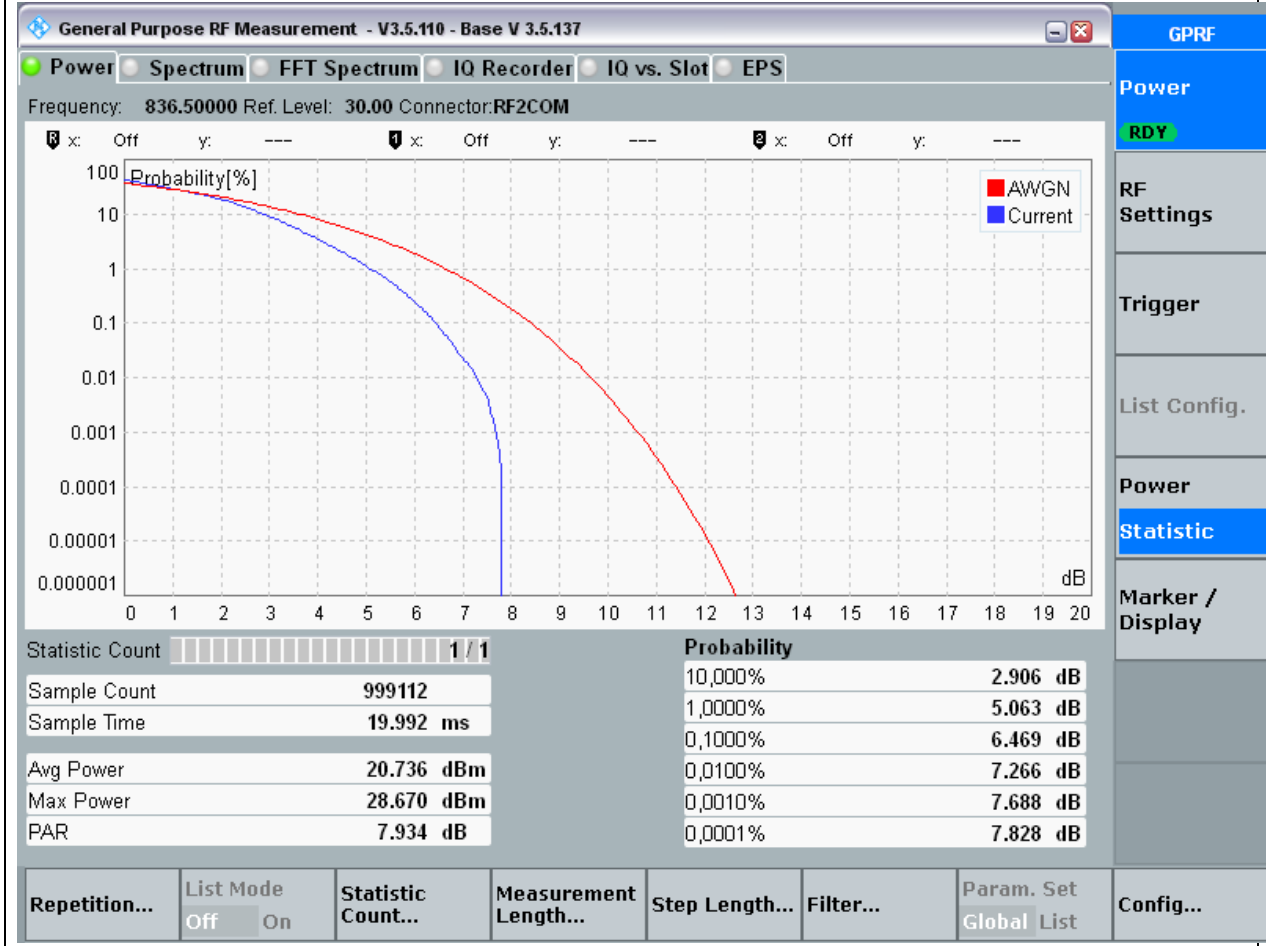 General Purpose RF Measurement - V3.5.110 - Base V 3.5.137
GPRF
Power Spectrum FFT Spectrum IQ Recorder IQ vs. Slot EPS
Frequency: 836.50000 Ref. Level: 30.00 Connector:RF2COM
R x: Off y: --- 1 x: Off y: --- 2 x: Off y: ---
Probability[%]
AWGN
Current
100
10
1
0.1
0.01
0.001
0.0001
0.00001
0.000001
dB
0 1 2 3 4 5 6 7 8 9 10 11 12 13 14 15 16 17 18 19 20
Statistic Count 1 / 1
Sample Count 999112
Sample Time 19.992 ms
Avg Power 20.736 dBm
Max Power 28.670 dBm
PAR 7.934 dB
Probability
10,000% 2.906 dB
1,0000% 5.063 dB
0,1000% 6.469 dB
0,0100% 7.266 dB
0,0010% 7.688 dB
0,0001% 7.828 dB
Power
RDY
RF
Settings
Trigger
List Config.
Power
Statistic
Marker /
Display
Repetition...
List Mode
Off On
Statistic
Count...
Measurement
Length...
Step Length...
Filter...
Param. Set
Global List
Config...